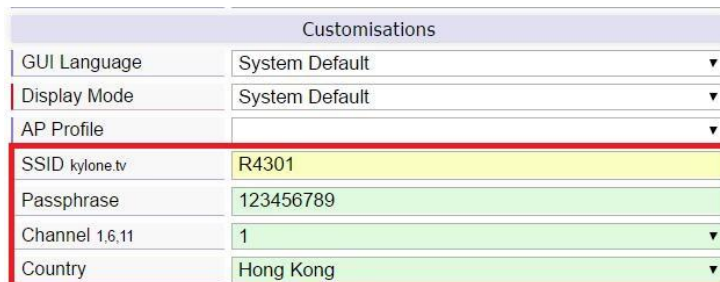 Customisations
GUI Language System Default
Display Mode System Default
AP Profile
SSID kylone.tv R4301
Passphrase 123456789
Channel 1,6,11 1
Country Hong Kong